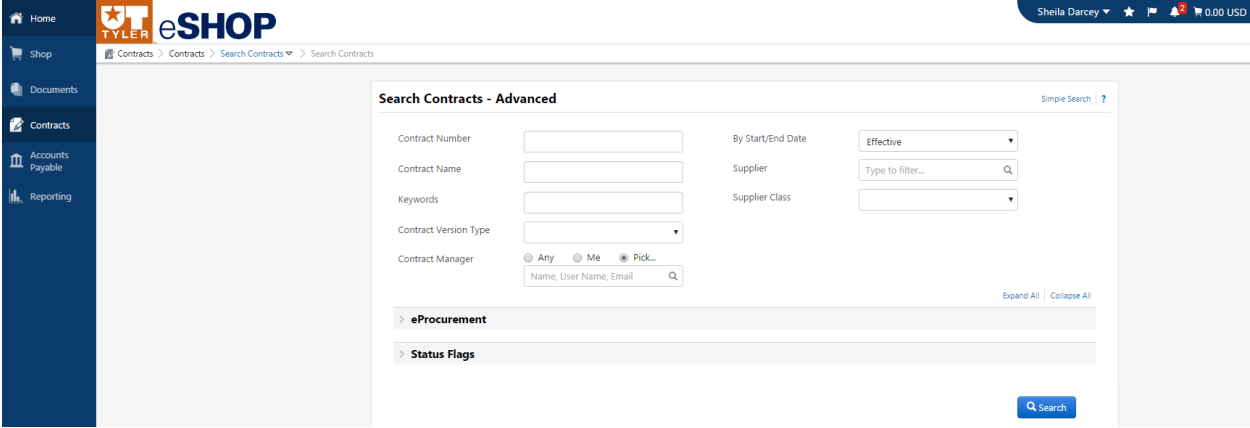 Home
Shop
Documents
Contracts
Accounts
Payable
Reporting
UT
TYLER
eSHOP
Sheila Darcey
2
0.00 USD
Contracts > Contracts > Search Contracts > Search Contracts
Search Contracts - Advanced
Simple Search
?
Contract Number
Contract Name
Keywords
Contract Version Type
Contract Manager
Any
Me
Pick...
Name, User Name, Email
By Start/End Date
Effective
Supplier
Type to filter...
Supplier Class
Expand All
Collapse All
eProcurement
Status Flags
Search